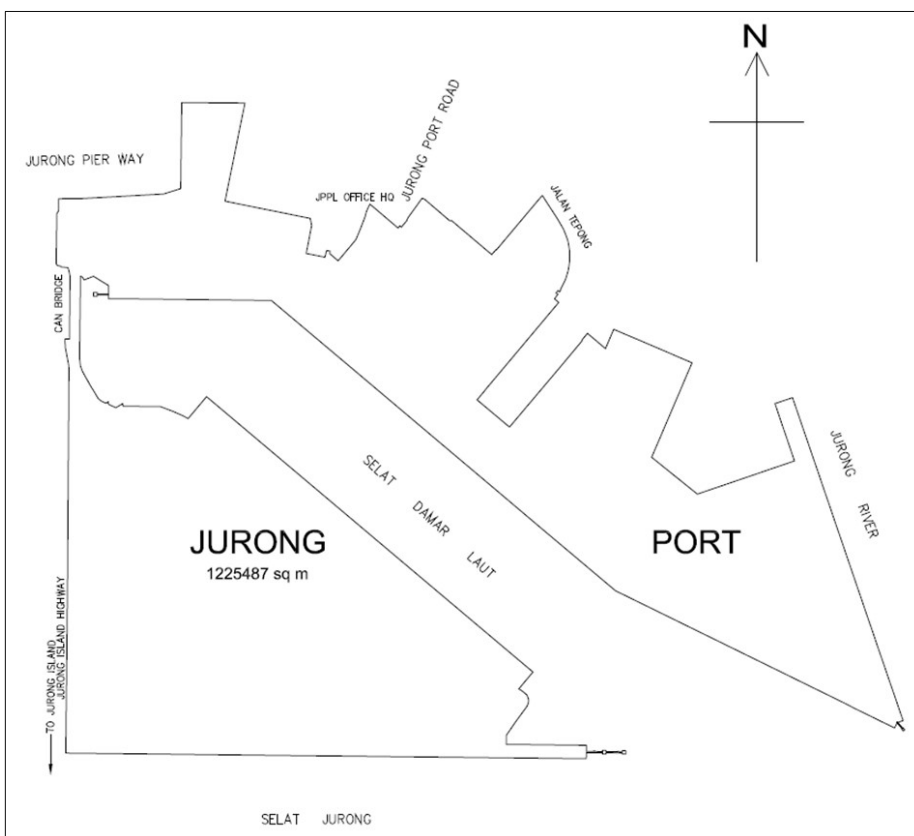 N
JURONG PORT ROAD
JURONG PIER WAY
JPPL OFFICE HQ
JALAN TEPONG
CAN BRIDGE
JURONG RIVER
SELAT DAMAR LAUT
JURONG PORT
1225487 sq m
TO JURONG ISLAND
JURONG ISLAND HIGHWAY
SELAT JURONG